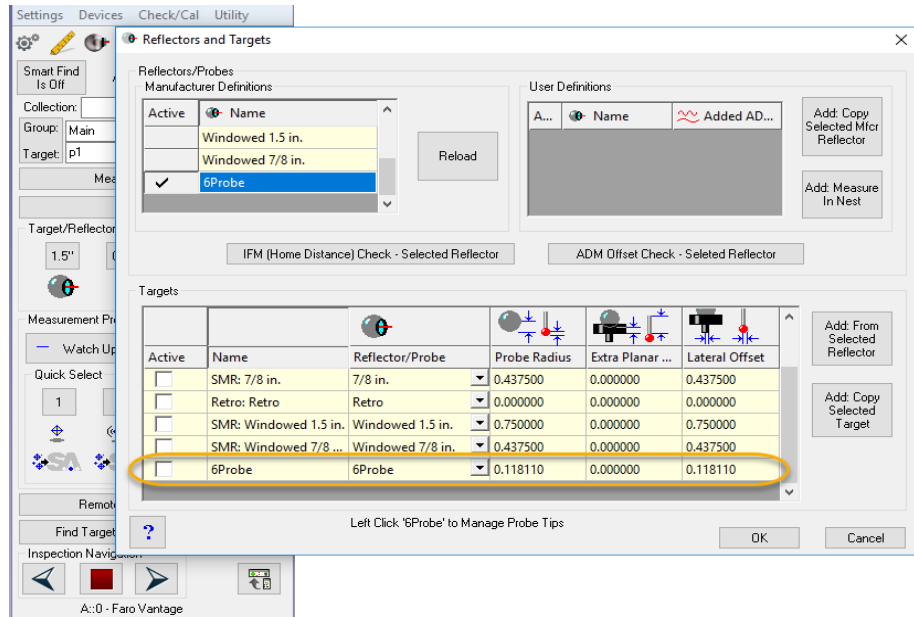 Settings Devices Check/Cal Utility
Reflectors and Targets
Smart Find
Is Off
Collection:
Group: Main
Target: p1
Mea
Target/Reflector
1.5"
Measurement Pr
Watch Up
Quick Select
1
SA
Remot
Find Target
Inspection Navig
A::0 - Faro Vantage
Reflectors/Probes
Manufacturer Definitions
Active Name
Windowed 1.5 in.
Windowed 7/8 in.
6Probe
Reload
User Definitions
A... Name Added AD...
Add: Copy
Selected Mfcr
Reflector
Add: Measure
In Nest
IFM (Home Distance) Check - Selected Reflector
ADM Offset Check - Seleted Reflector
Targets
Active Name Reflector/Probe Probe Radius Extra Planar ... Lateral Offset
SMR: 7/8 in. 7/8 in. 0.437500 0.000000 0.437500
Retro: Retro Retro 0.000000 0.000000 0.000000
SMR: Windowed 1.5 in. Windowed 1.5 in. 0.750000 0.000000 0.750000
SMR: Windowed 7/8 ... Windowed 7/8 in. 0.437500 0.000000 0.437500
6Probe 6Probe 0.118110 0.000000 0.118110
Add: From
Selected
Reflector
Add: Copy
Selected
Target
?
Left Click '6Probe' to Manage Probe Tips
OK
Cancel